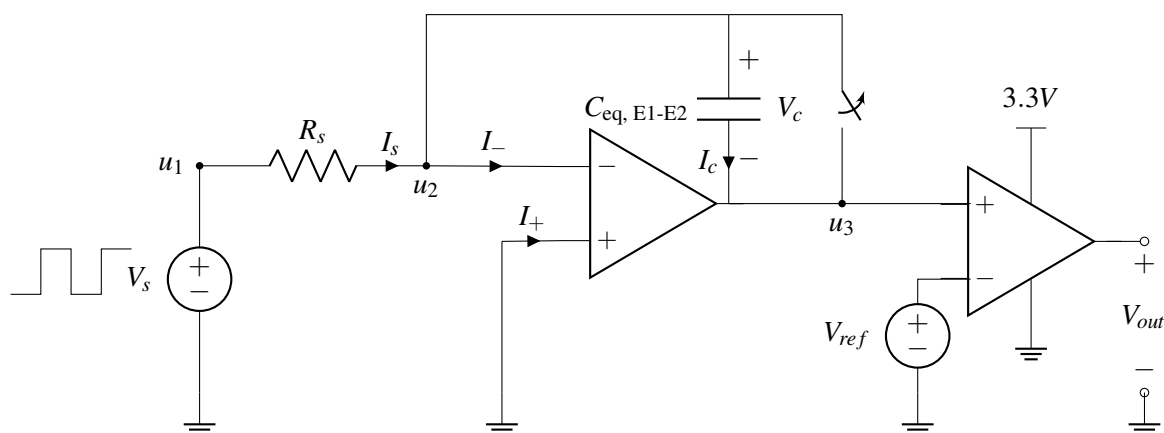 3.3V
+
C_eq, E1-E2
V_c
R_s
I_s
I_−
−
I_c
−
u_1
u_2
u_3
+
I_+
+
−
V_s
+
−
+
V_out
V_ref
+
−
−